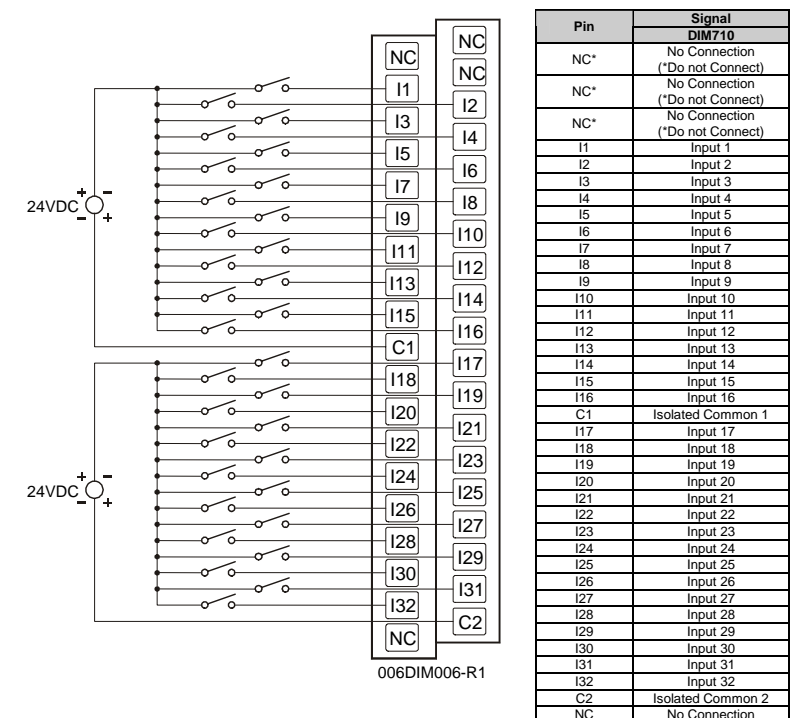 NC
NC
NC
I1
I2
I3
I4
I5
I6
I7
I8
I9
I10
I11
I12
I13
I14
I15
I16
C1
I17
I18
I19
I20
I21
I22
I23
I24
I25
I26
I27
I28
I29
I30
I31
I32
C2
NC
+ −
24VDC
− +
+ −
24VDC
− +
006DIM006-R1
Pin Signal
DIM710
NC* No Connection
(*Do not Connect)
NC* No Connection
(*Do not Connect)
NC* No Connection
(*Do not Connect)
I1 Input 1
I2 Input 2
I3 Input 3
I4 Input 4
I5 Input 5
I6 Input 6
I7 Input 7
I8 Input 8
I9 Input 9
I10 Input 10
I11 Input 11
I12 Input 12
I13 Input 13
I14 Input 14
I15 Input 15
I16 Input 16
C1 Isolated Common 1
I17 Input 17
I18 Input 18
I19 Input 19
I20 Input 20
I21 Input 21
I22 Input 22
I23 Input 23
I24 Input 24
I25 Input 25
I26 Input 26
I27 Input 27
I28 Input 28
I29 Input 29
I30 Input 30
I31 Input 31
I32 Input 32
C2 Isolated Common 2
NC No Connection